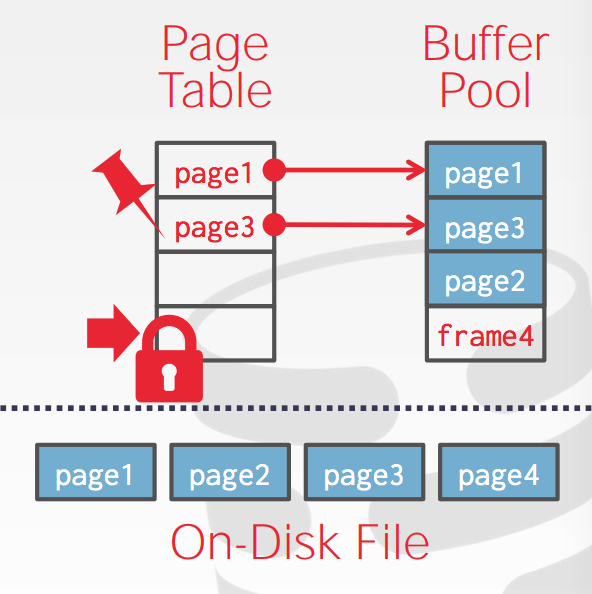 Page
Table
Buffer
Pool
page1
page3
page1
page3
page2
frame4
page1
page2
page3
page4
On-Disk File